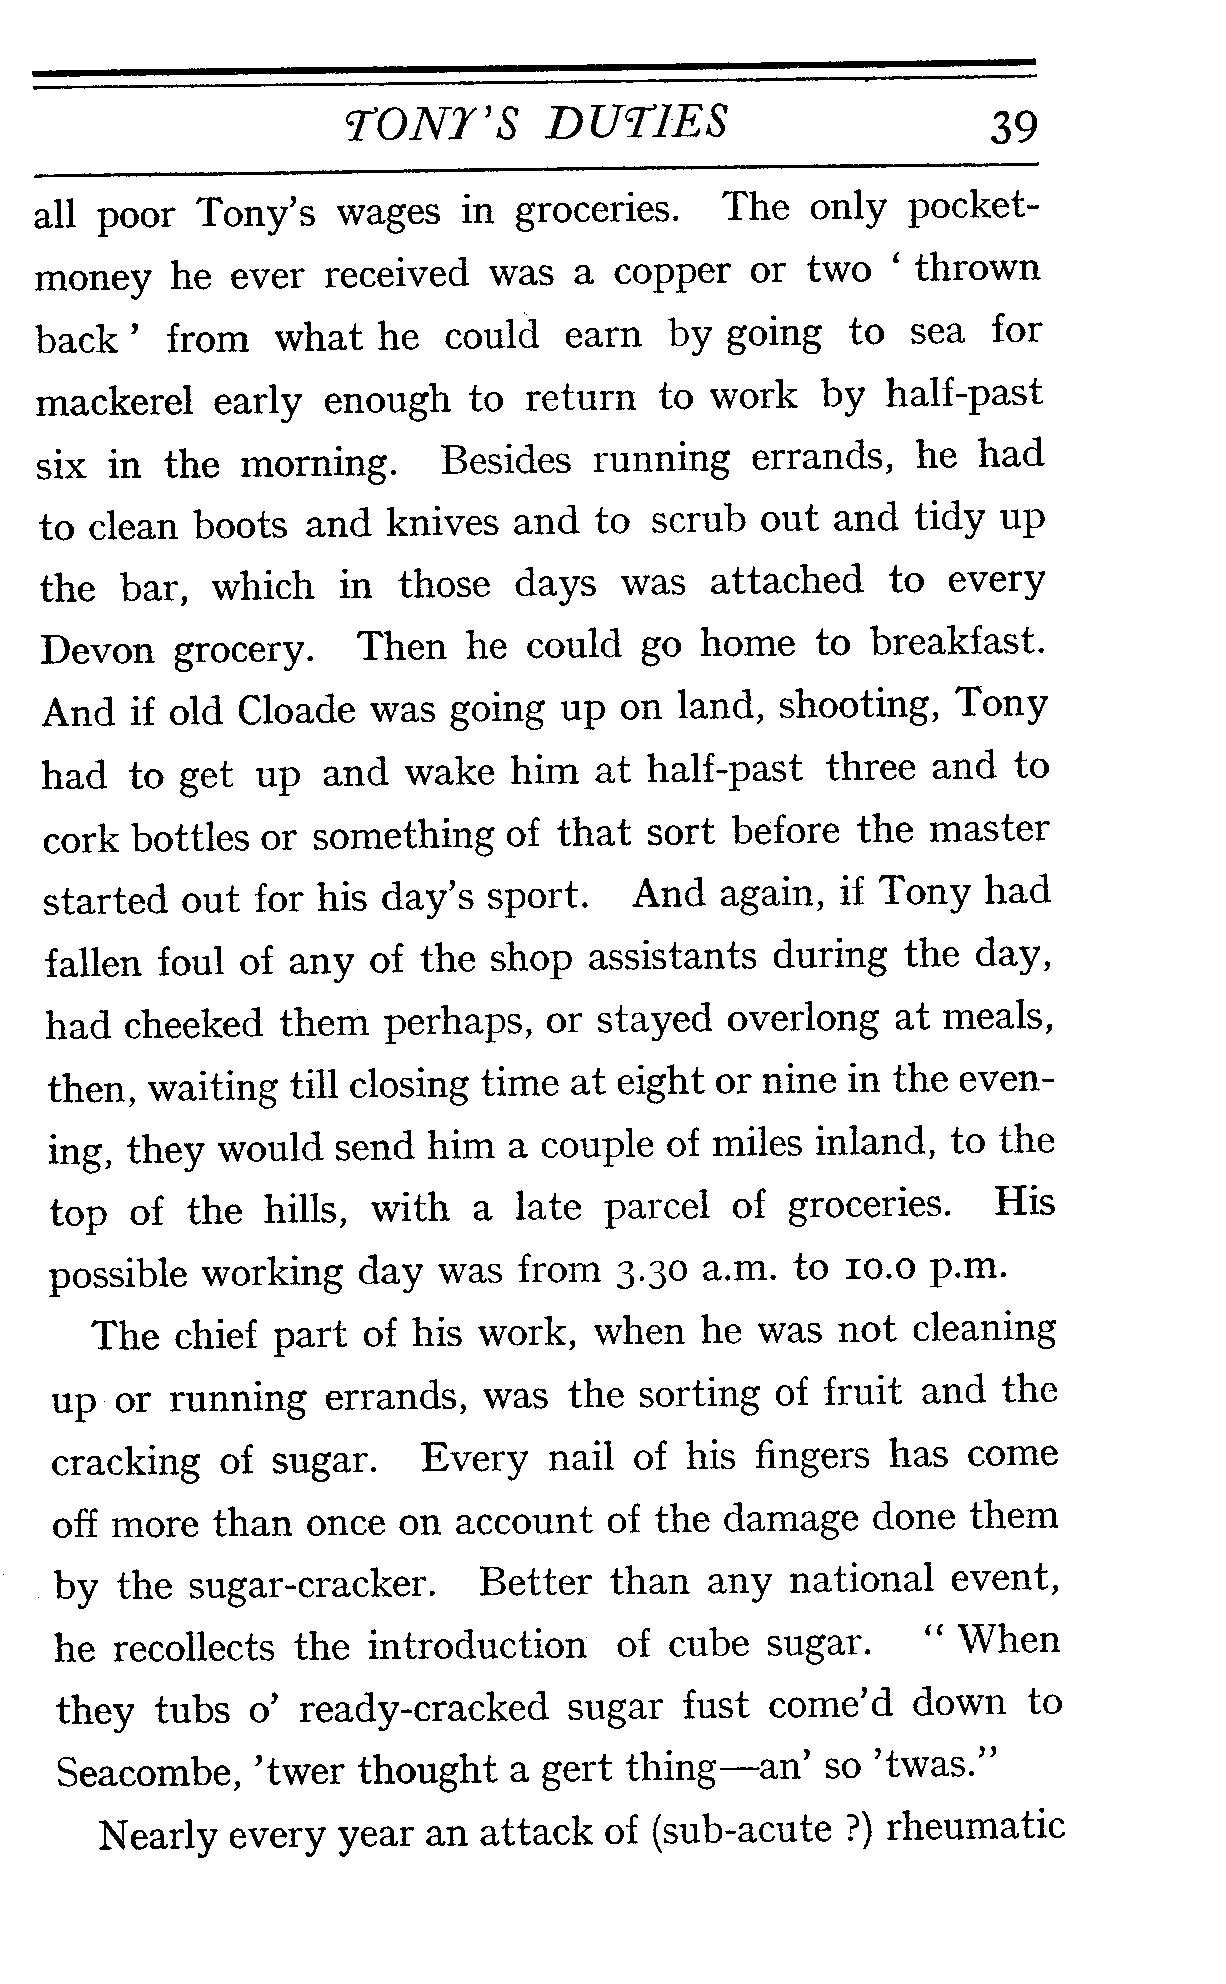 TONY'S DUTIES 39
all poor Tony's wages in groceries. The only pocket-
money he ever received was a copper or two ‘ thrown
back ’ from what he could earn by going to sea for
mackerel early enough to return to work by half-past
six in the morning. Besides running errands, he had
to clean boots and knives and to scrub out and tidy up
the bar, which in those days was attached to every
Devon grocery. Then he could go home to breakfast.
And if old Cloade was going up on land, shooting, Tony
had to get up and wake him at half-past three and to
cork bottles or something of that sort before the master
started out for his day's sport. And again, if Tony had
fallen foul of any of the shop assistants during the day,
had cheeked them perhaps, or stayed overlong at meals,
then, waiting till closing time at eight or nine in the even-
ing, they would send him a couple of miles inland, to the
top of the hills, with a late parcel of groceries. His
possible working day was from 3.30 a.m. to 10.0 p.m.
The chief part of his work, when he was not cleaning
up or running errands, was the sorting of fruit and the
cracking of sugar. Every nail of his fingers has come
off more than once on account of the damage done them
by the sugar-cracker. Better than any national event,
he recollects the introduction of cube sugar. “ When
they tubs o' ready-cracked sugar fust come'd down to
Seacombe, 'twer thought a gert thing—an' so 'twas.”
Nearly every year an attack of (sub-acute ?) rheumatic